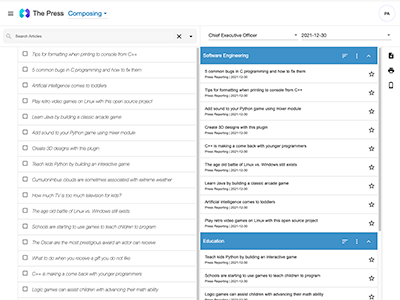 The Press Composing
PA
Search Articles
Tips for formatting when printing to console from C++
5 common bugs in C programming and how to fix them
Artificial intelligence comes to toddlers
Play retro video games on Linux with this open source project
Learn Java by building a classic arcade game
Add sound to your Python game using mixer module
Create 3D designs with this plugin
Teach kids Python by building an interactive game
Cumulonimbus clouds are sometimes associated with extreme weather
How much TV is too much television for kids?
The age old battle of Linux vs. Windows still exists
Schools are starting to use games to teach children to program
The Oscar are the most prestigious award an actor can receive
What to do when you receive a gift you do not like
C++ is making a come back with younger programmers
Logic games can assist children with advancing their math ability
Chief Executive Officer
2021-12-30
Software Engineering
5 common bugs in C programming and how to fix them
Press Reporting | 2021-12-30
Tips for formatting when printing to console from C++
Press Reporting | 2021-12-30
Add sound to your Python game using mixer module
Press Reporting | 2021-12-30
Create 3D designs with this plugin
Press Reporting | 2021-12-30
C++ is making a come back with younger programmers
Press Reporting | 2021-12-30
The age old battle of Linux vs. Windows still exists
Press Reporting | 2021-12-30
Learn Java by building a classic arcade game
Press Reporting | 2021-12-30
Artificial intelligence comes to toddlers
Press Reporting | 2021-12-30
Play retro video games on Linux with this open source project
Press Reporting | 2021-12-30
Education
Teach kids Python by building an interactive game
Press Reporting | 2021-12-30
Schools are starting to use games to teach children to program
Press Reporting | 2021-12-30
Logic games can assist children with advancing their math ability